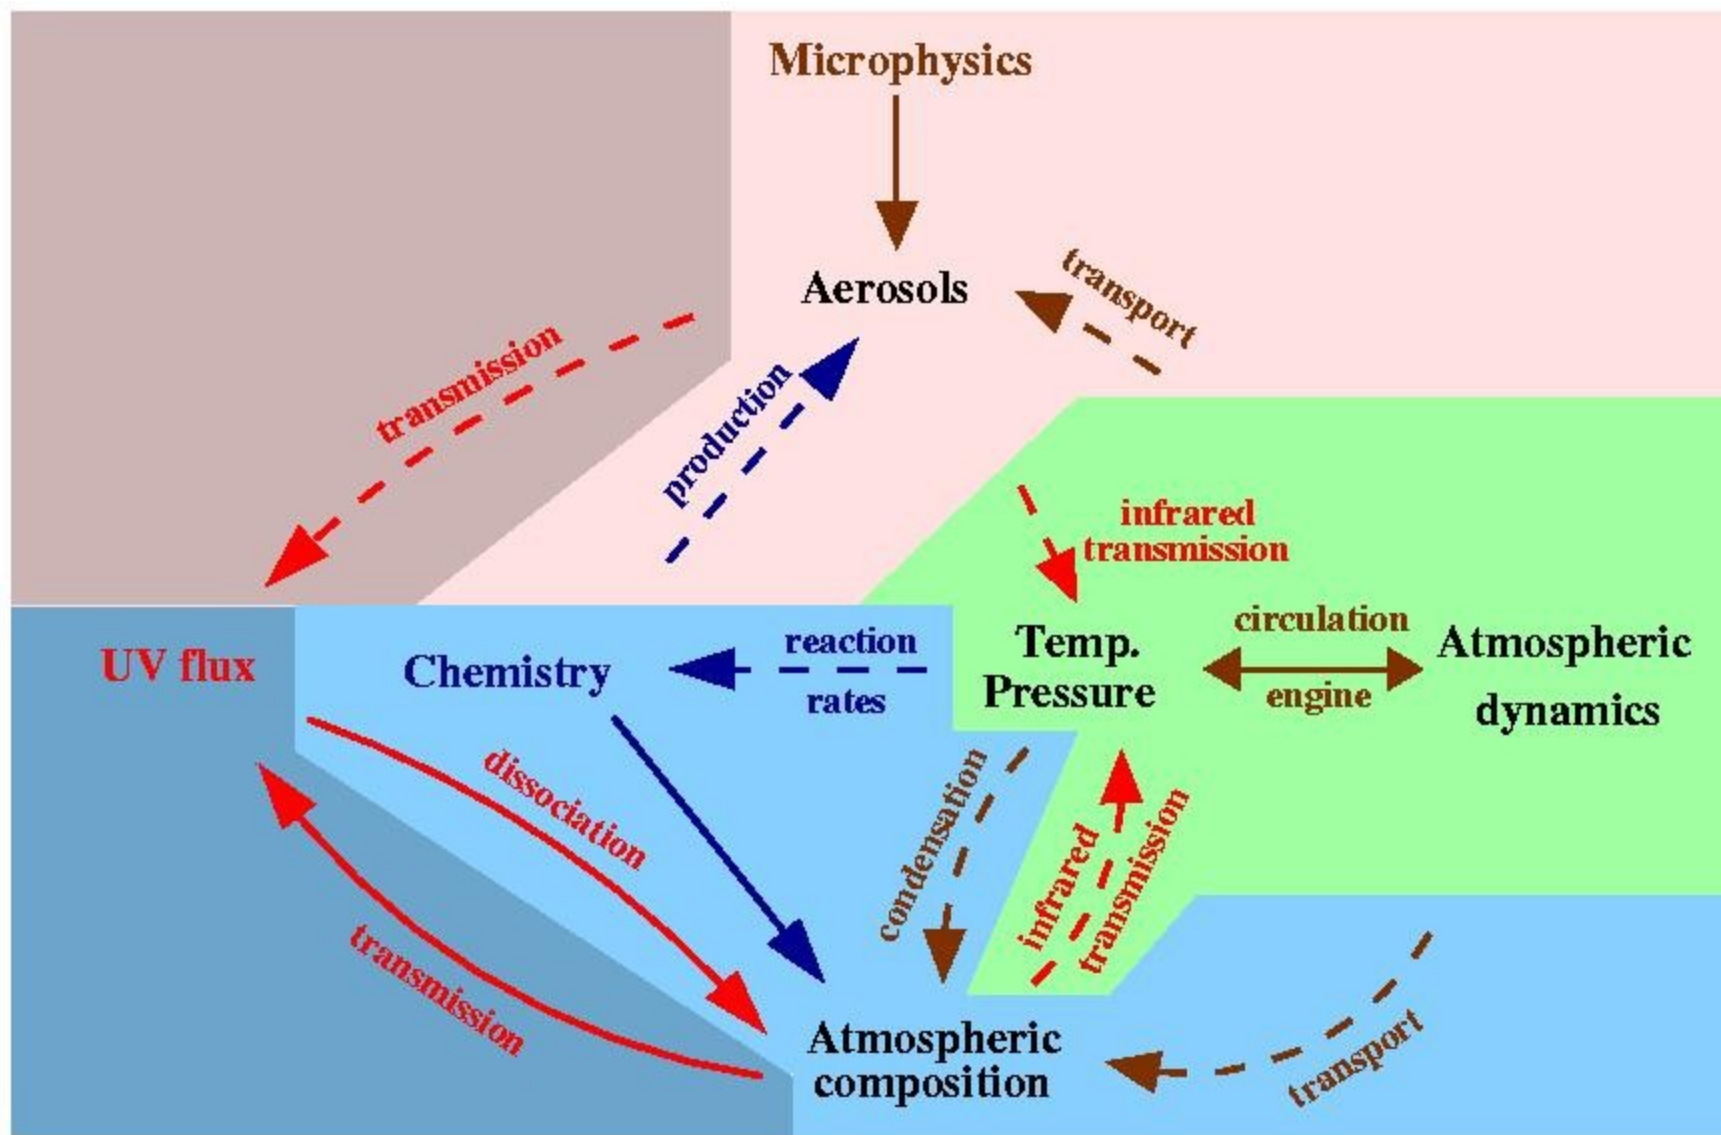 Microphysics
Aerosols
transport
transmission
production
infrared
transmission
UV flux
Chemistry
reaction
rates
Temp.
Pressure
circulation
engine
Atmospheric
dynamics
dissociation
condensation
infrared
transmission
transmission
Atmospheric
composition
transport